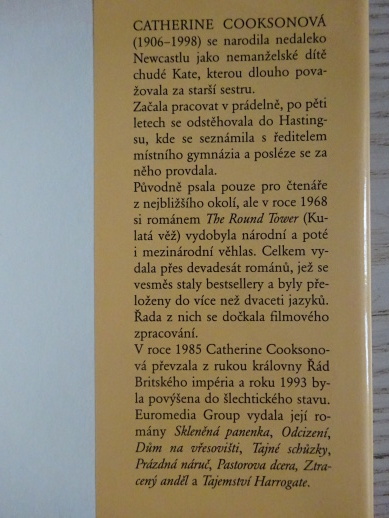 CATHERINE COOKSONOVÁ
(1906–1998) se narodila nedaleko
Newcastlu jako nemanželské dítě
chudé Kate, kterou dlouho pova-
žovala za starší sestru.
Začala pracovat v prádelně, po pěti
letech se odstěhovala do Hasting-
su, kde se seznámila s ředitelem
místního gymnázia a posléze se za
něho provdala.
Původně psala pouze pro čtenáře
z nejbližšího okolí, ale v roce 1968
si románem The Round Tower (Ku-
latá věž) vydobyla národní a poté
i mezinárodní věhlas. Celkem vy-
dala přes devadesát románů, jež se
vesměs staly bestsellery a byly pře-
loženy do více než dvaceti jazyků.
Řada z nich se dočkala filmového
zpracování.
V roce 1985 Catherine Cooksono-
vá převzala z rukou královny Řád
Britského impéria a roku 1993 by-
la povýšena do šlechtického stavu.
Euromedia Group vydala její ro-
mány Skleněná panenka, Odcizení,
Dům na vřesovišti, Tajné schůzky,
Prázdná náruč, Pastorova dcera, Ztra-
cený anděl a Tajemství Harrogate.